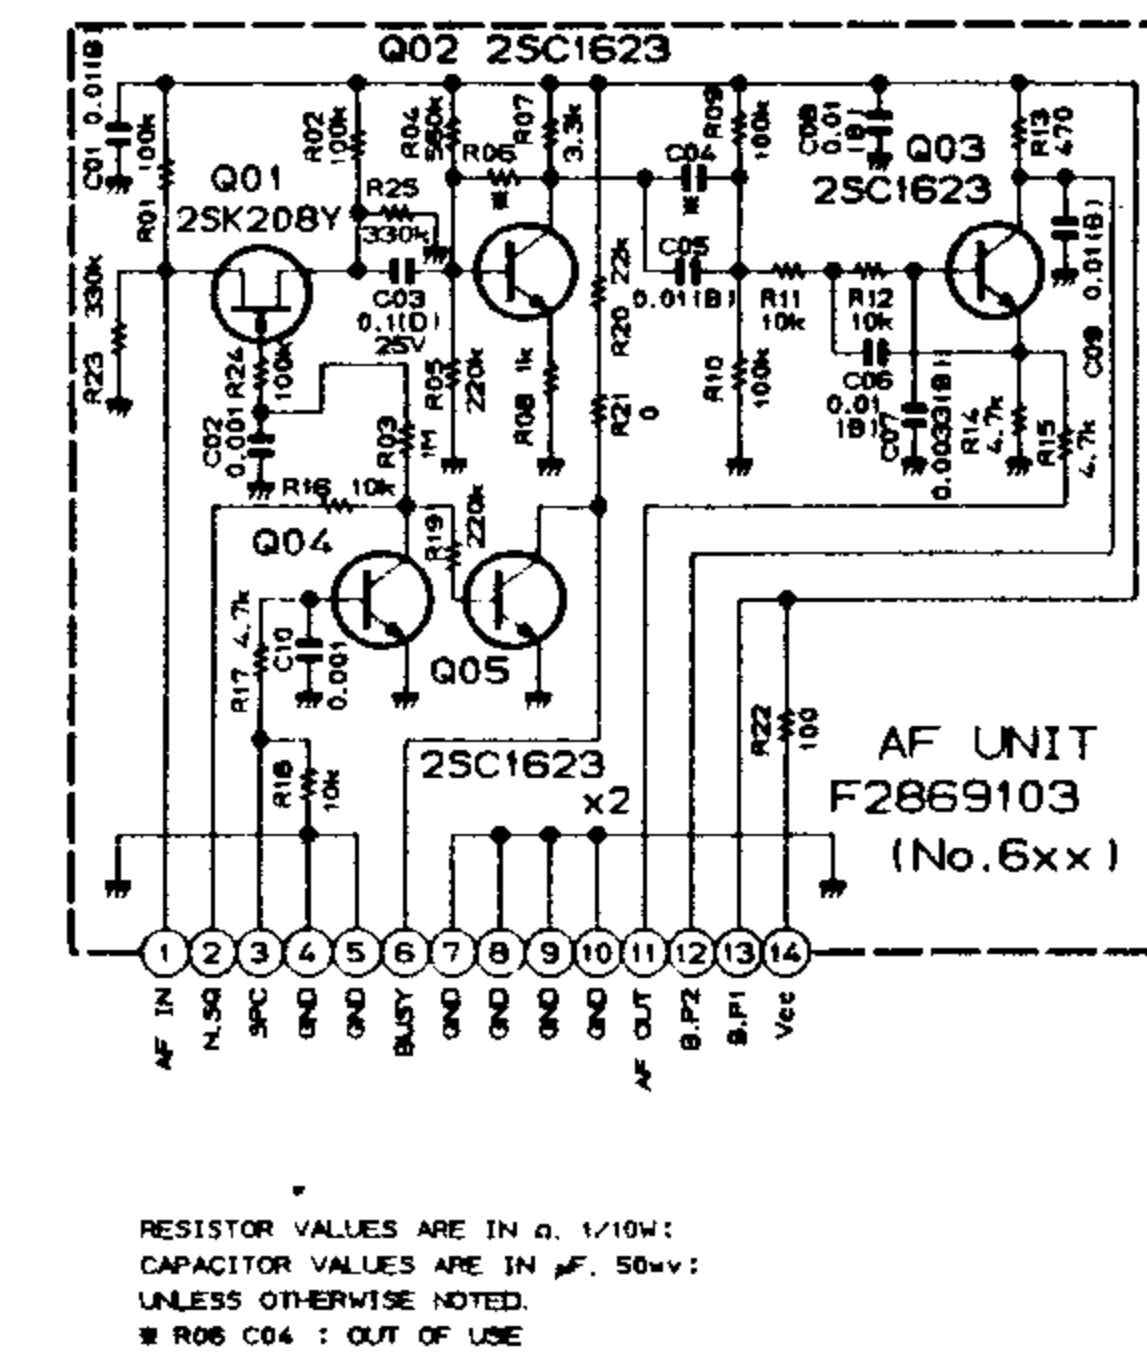 Q02 2SC1623
C01 0.01(B)
R01 100k
R02 100k
R04 560k
R06
*
R07 3.3k
R09 100k
C04
*
C08 0.01
(B)
Q03
2SC1623
R13 470
Q01
2SK208Y
R25
330k
R23 330k
C03
0.1(D)
25V
R24 100k
C02 0.001
R03 1M
R05 220k
R08 1k
R20 22k
R21 0
C05
0.01(B)
R10 100k
R11
10k
R12
10k
C06
0.01
(B)
C07 0.0033(B)
R14 4.7k
R15 4.7k
C09 0.01(B)
R16 10k
Q04
R19 220k
R17 4.7k
C10 0.001
Q05
R18 10k
2SC1623
x2
R22 100
AF UNIT
F2869103
(No.6xx)
1 2 3 4 5 6 7 8 9 10 11 12 13 14
AF IN
N.SQ
SPC
GND
GND
BUSY
GND
GND
GND
GND
AF OUT
B.P2
B.P1
Vcc
RESISTOR VALUES ARE IN Ω, 1/10W:
CAPACITOR VALUES ARE IN µF, 50wv:
UNLESS OTHERWISE NOTED.
* R06 C04 : OUT OF USE